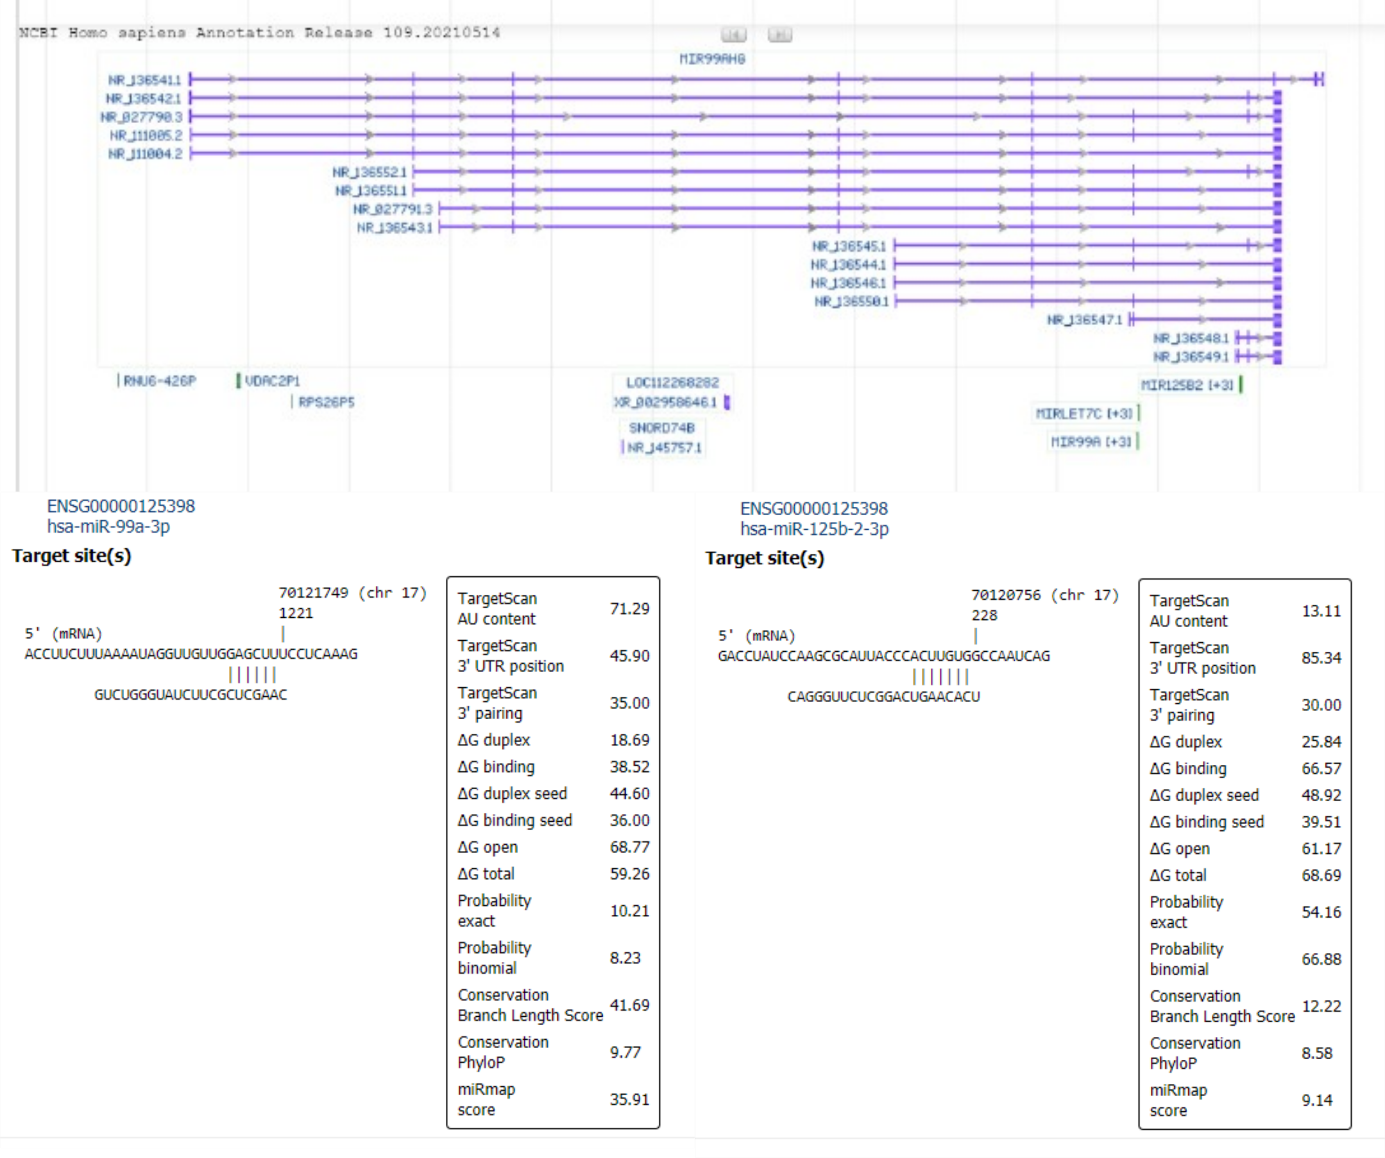 NCBI Homo sapiens Annotation Release 109.20210514
MIR99AHG
NR_136541.1
NR_136542.1
NR_027790.3
NR_111005.2
NR_111004.2
NR_136552.1
NR_136551.1
NR_027791.3
NR_136543.1
NR_136545.1
NR_136544.1
NR_136546.1
NR_136550.1
NR_136547.1
NR_136548.1
NR_136549.1
RNU6-426P
VDAC2P1
RPS26P5
LOC112268282
XR_002958646.1
SNORD74B
NR_145757.1
MIR125B2 [+3]
MIRLET7C [+3]
MIR99A [+3]
ENSG00000125398
hsa-miR-99a-3p
Target site(s)
70121749 (chr 17)
1221
5' (mRNA)
ACCUUCUUUAAAAUAGGUUGUUGGAGCUUUCCUCAAAG
GUCUGGGUAUCUUCGCUCGAAC
TargetScan
AU content 71.29
TargetScan
3' UTR position 45.90
TargetScan
3' pairing 35.00
ΔG duplex 18.69
ΔG binding 38.52
ΔG duplex seed 44.60
ΔG binding seed 36.00
ΔG open 68.77
ΔG total 59.26
Probability
exact 10.21
Probability
binomial 8.23
Conservation
Branch Length Score 41.69
Conservation
PhyloP 9.77
miRmap
score 35.91
ENSG00000125398
hsa-miR-125b-2-3p
Target site(s)
70120756 (chr 17)
228
5' (mRNA)
GACCUAUCCAAGCGCAUUACCCACUUGUGGCCAAUCAG
CAGGGUUCUCGGACUGAACACU
TargetScan
AU content 13.11
TargetScan
3' UTR position 85.34
TargetScan
3' pairing 30.00
ΔG duplex 25.84
ΔG binding 66.57
ΔG duplex seed 48.92
ΔG binding seed 39.51
ΔG open 61.17
ΔG total 68.69
Probability
exact 54.16
Probability
binomial 66.88
Conservation
Branch Length Score 12.22
Conservation
PhyloP 8.58
miRmap
score 9.14